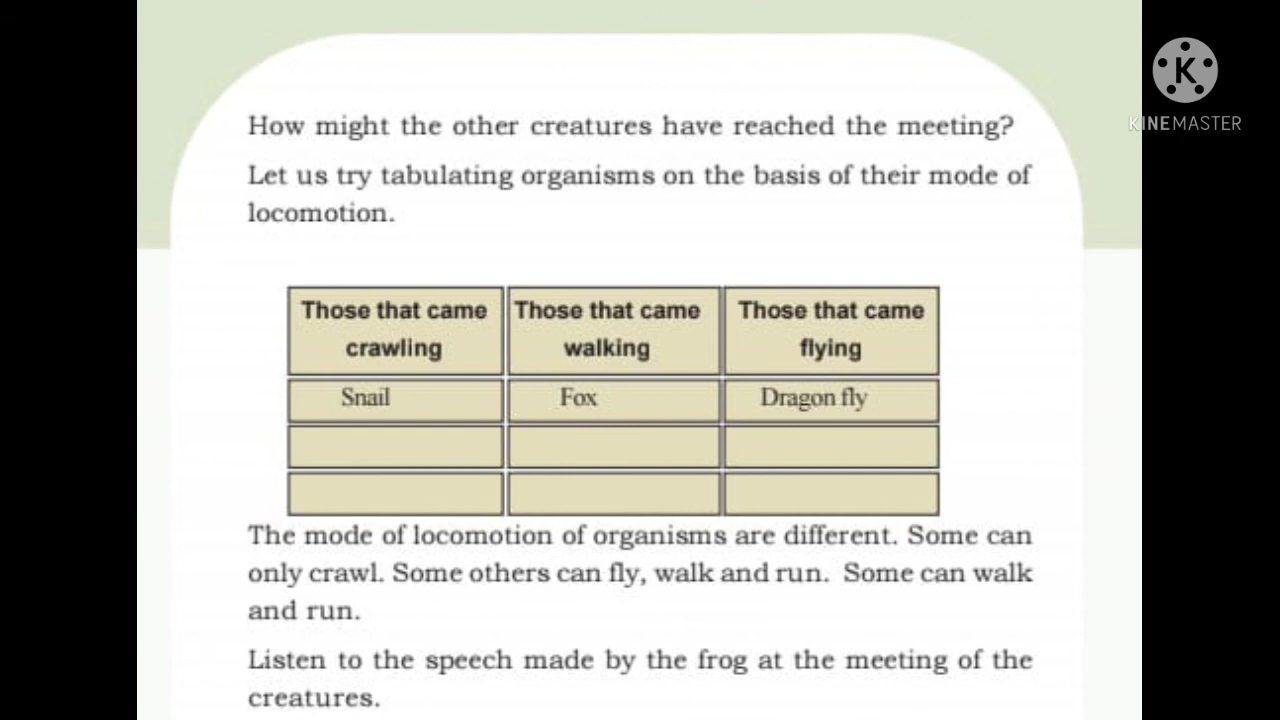 K
KINEMASTER
How might the other creatures have reached the meeting?
Let us try tabulating organisms on the basis of their mode of
locomotion.
Those that came crawling
Those that came walking
Those that came flying
Snail
Fox
Dragon fly
The mode of locomotion of organisms are different. Some can
only crawl. Some others can fly, walk and run. Some can walk
and run.
Listen to the speech made by the frog at the meeting of the
creatures.